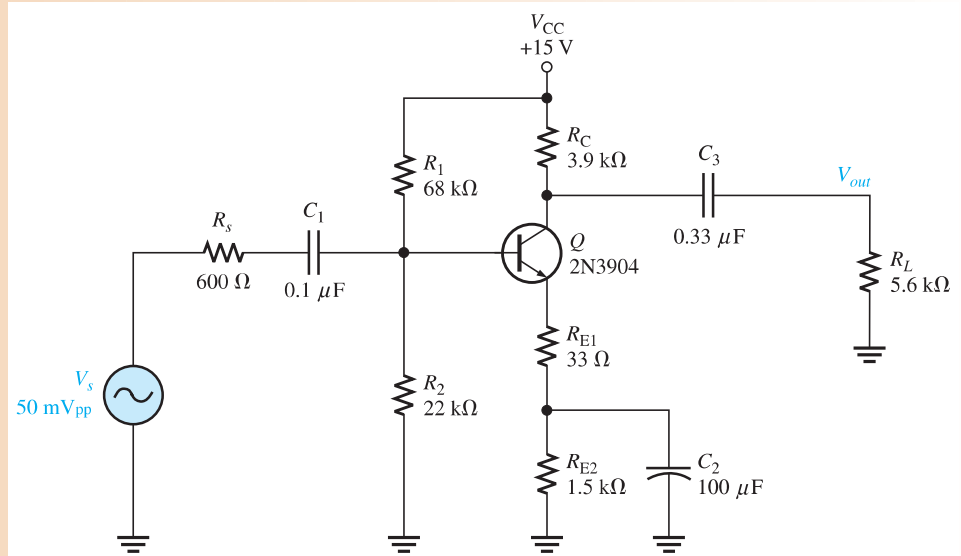 V_CC
+15 V
R_C
3.9 kΩ
C_3
V_out
R_1
68 kΩ
C_1
R_s
0.33 μF
Q
2N3904
R_L
5.6 kΩ
600 Ω
0.1 μF
R_E1
33 Ω
V_s
50 mV_pp
R_2
22 kΩ
R_E2
1.5 kΩ
C_2
100 μF